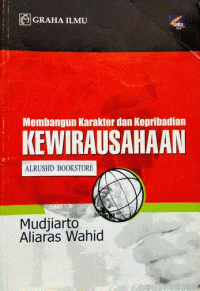 GRAHA ILMU
Membangun Karakter dan Kepribadian
KEWIRAUSAHAAN
ALRUSHD BOOKSTORE
Mudjiarto
Aliaras Wahid